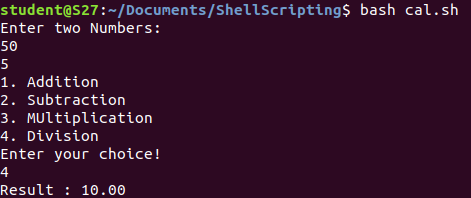 student@S27:~/Documents/ShellScripting$ bash cal.sh
Enter two Numbers:
50
5
1. Addition
2. Subtraction
3. MUltiplication
4. Division
Enter your choice!
4
Result : 10.00